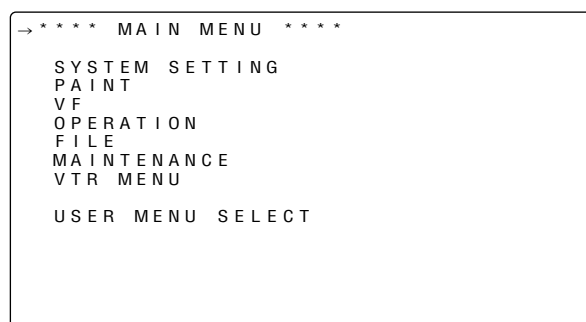 →**** MAIN MENU ****
SYSTEM SETTING
PAINT
VF
OPERATION
FILE
MAINTENANCE
VTR MENU
USER MENU SELECT